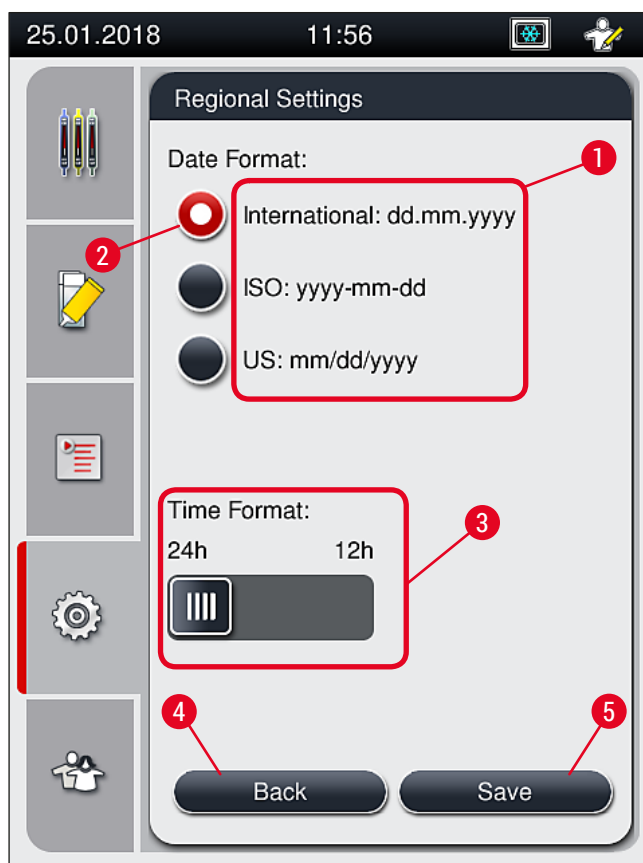 25.01.2018 11:56
Regional Settings
Date Format:
1
International: dd.mm.yyyy
2
ISO: yyyy-mm-dd
US: mm/dd/yyyy
Time Format:
3
24h 12h
4
5
Back Save